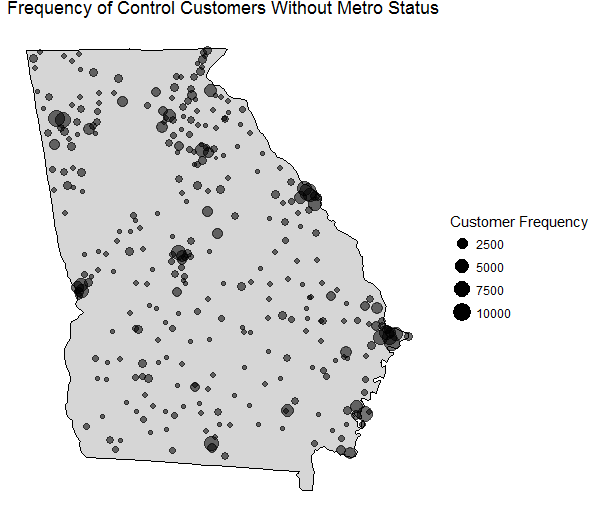 Frequency of Control Customers Without Metro Status
Customer Frequency
2500
5000
7500
10000